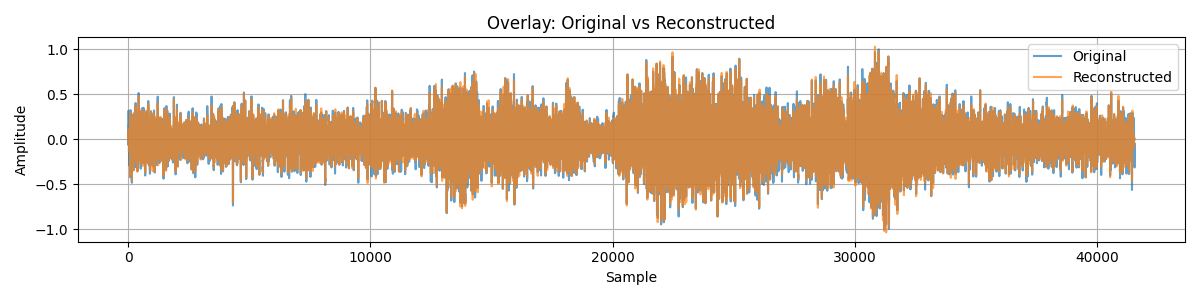 Overlay: Original vs Reconstructed
1.0
0.5
0.0
−0.5
−1.0
Amplitude
Original
Reconstructed
0
10000
20000
30000
40000
Sample